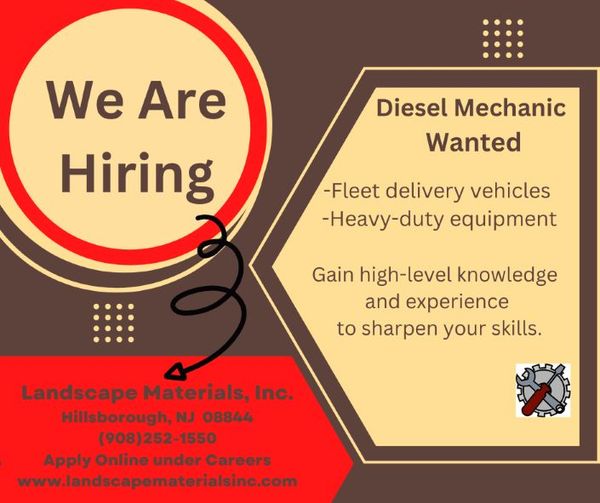 We Are
Hiring
Diesel Mechanic
Wanted
-Fleet delivery vehicles
-Heavy-duty equipment
Gain high-level knowledge
and experience
to sharpen your skills.
Landscape Materials, Inc.
Hillsborough, NJ 08844
(908)252-1550
Apply Online under Careers
www.landscapematerialsinc.com